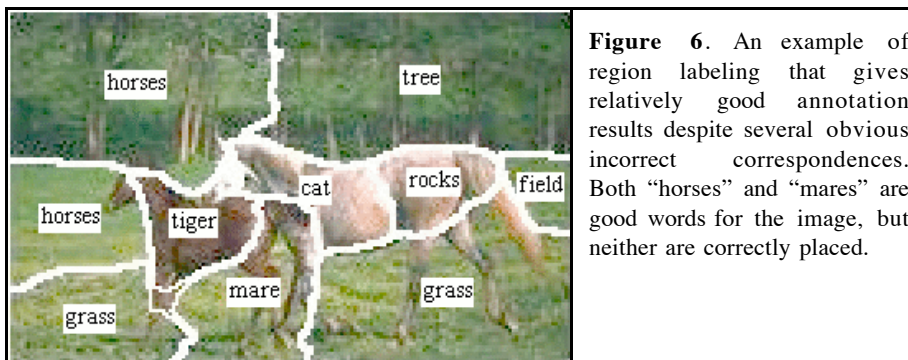 horses
tree
horses
tiger
cat
rocks
field
mare
grass
grass
Figure 6. An example of
region labeling that gives
relatively good annotation
results despite several obvious
incorrect correspondences.
Both “horses” and “mares” are
good words for the image, but
neither are correctly placed.